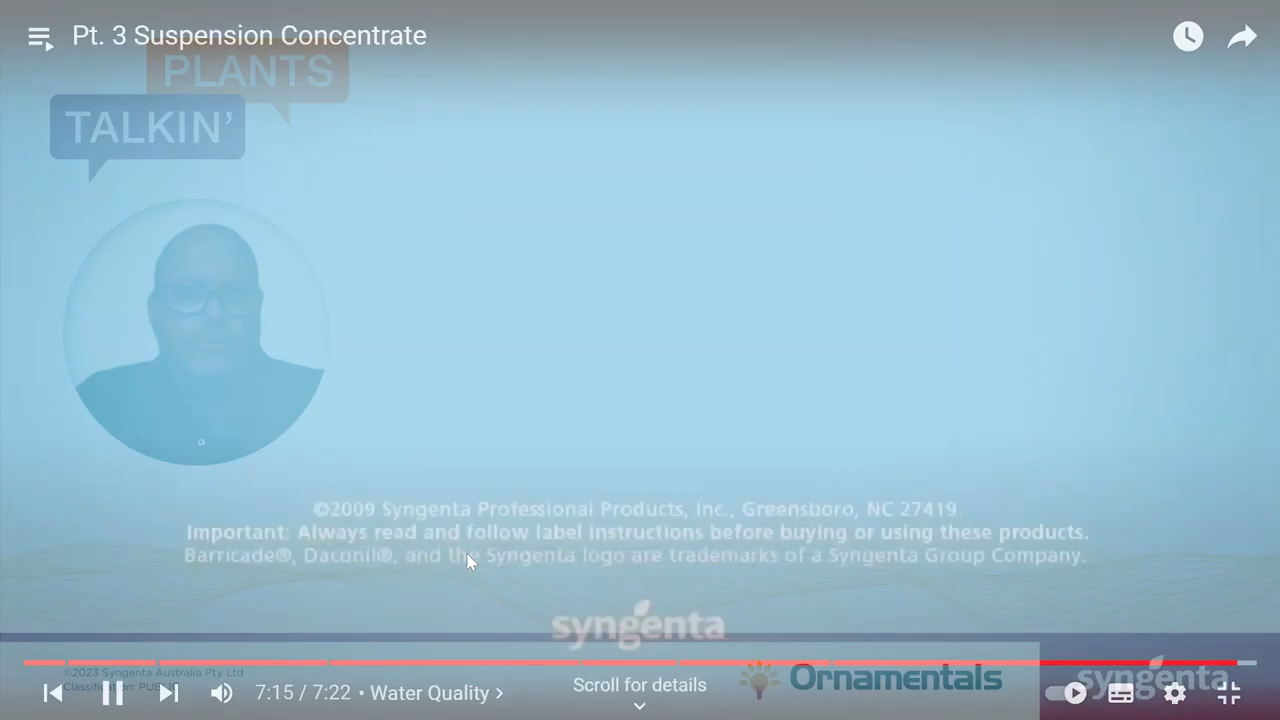 Pt. 3 Suspension Concentrate
PLANTS
TALKIN’
©2009 Syngenta Professional Products, Inc., Greensboro, NC 27419.
Important: Always read and follow label instructions before buying or using these products.
Barricade®, Daconil®, and the Syngenta logo are trademarks of a Syngenta Group Company.
syngenta
©2023 Syngenta Australia Pty Ltd
Classification:
7:15 / 7:22 • Water Quality
Scroll for details
Ornamentals
syngenta